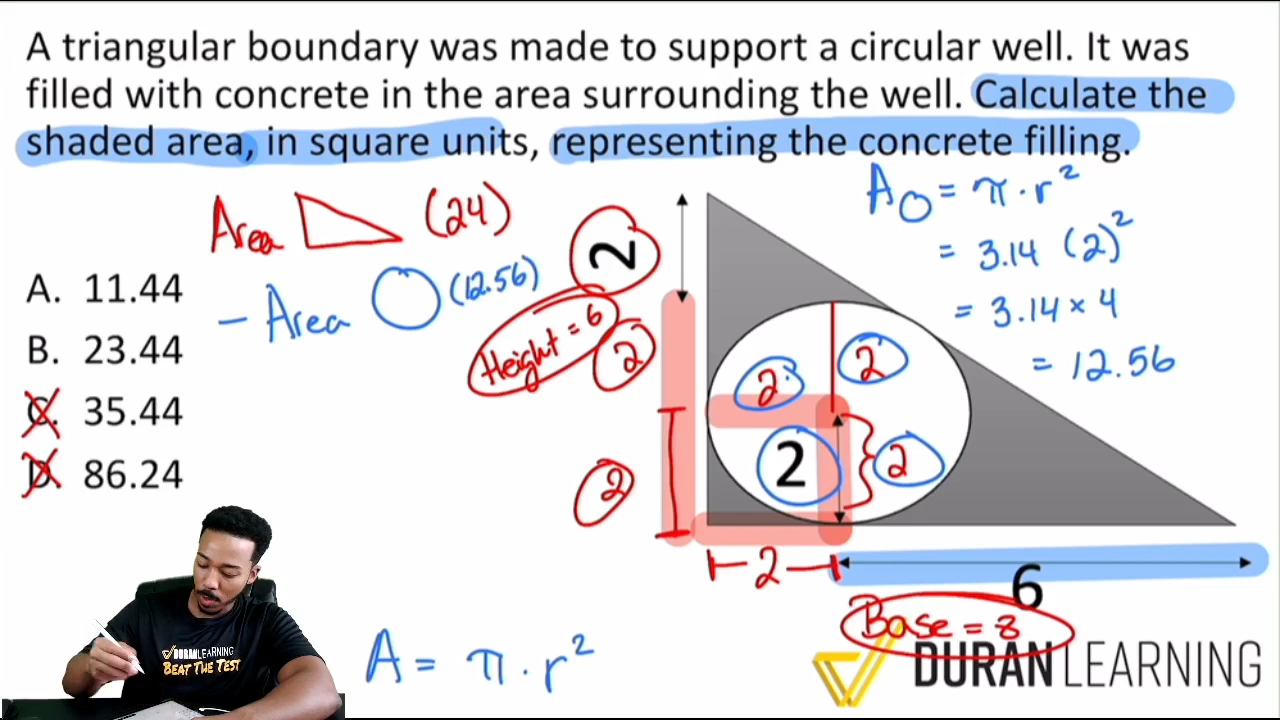 A triangular boundary was made to support a circular well. It was
filled with concrete in the area surrounding the well. Calculate the
shaded area, in square units, representing the concrete filling.
Area (24)
- Area (12.56)
A. 11.44
B. 23.44
C. 35.44
D. 86.24
A = π · r²
= 3.14 (2)²
= 3.14 × 4
= 12.56
2
Height = 6
2
2
2
2
2
2
2
6
Base = 8
A = π · r²
DURAN LEARNING
DURAN LEARNING
BEAT THE TEST